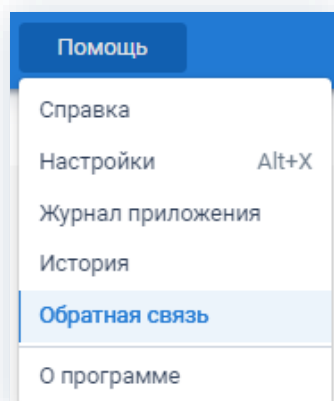 Помощь
Справка
Настройки Alt+X
Журнал приложения
История
Обратная связь
О программе